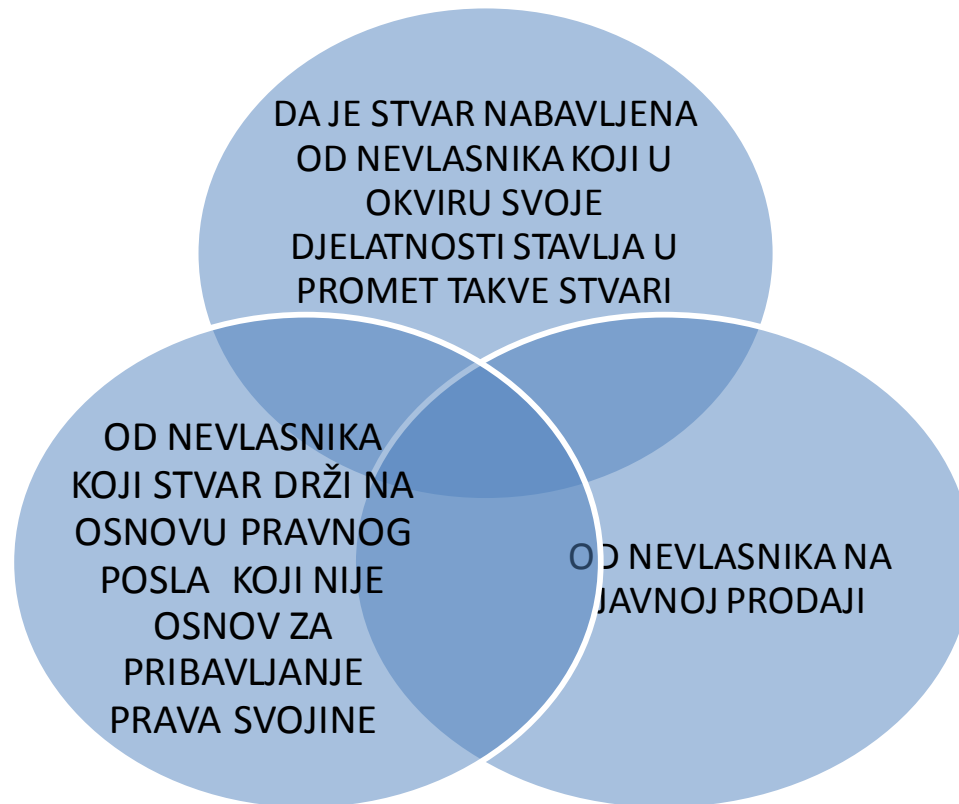 DA JE STVAR NABAVLJENA
OD NEVLASNIKA KOJI U
OKVIRU SVOJE
DJELATNOSTI STAVLJA U
PROMET TAKVE STVARI
OD NEVLASNIKA
KOJI STVAR DRŽI NA
OSNOVU PRAVNOG
POSLA KOJI NIJE
OSNOV ZA
PRIBAVLJANJE
PRAVA SVOJINE
OD NEVLASNIKA NA
JAVNOJ PRODAJI